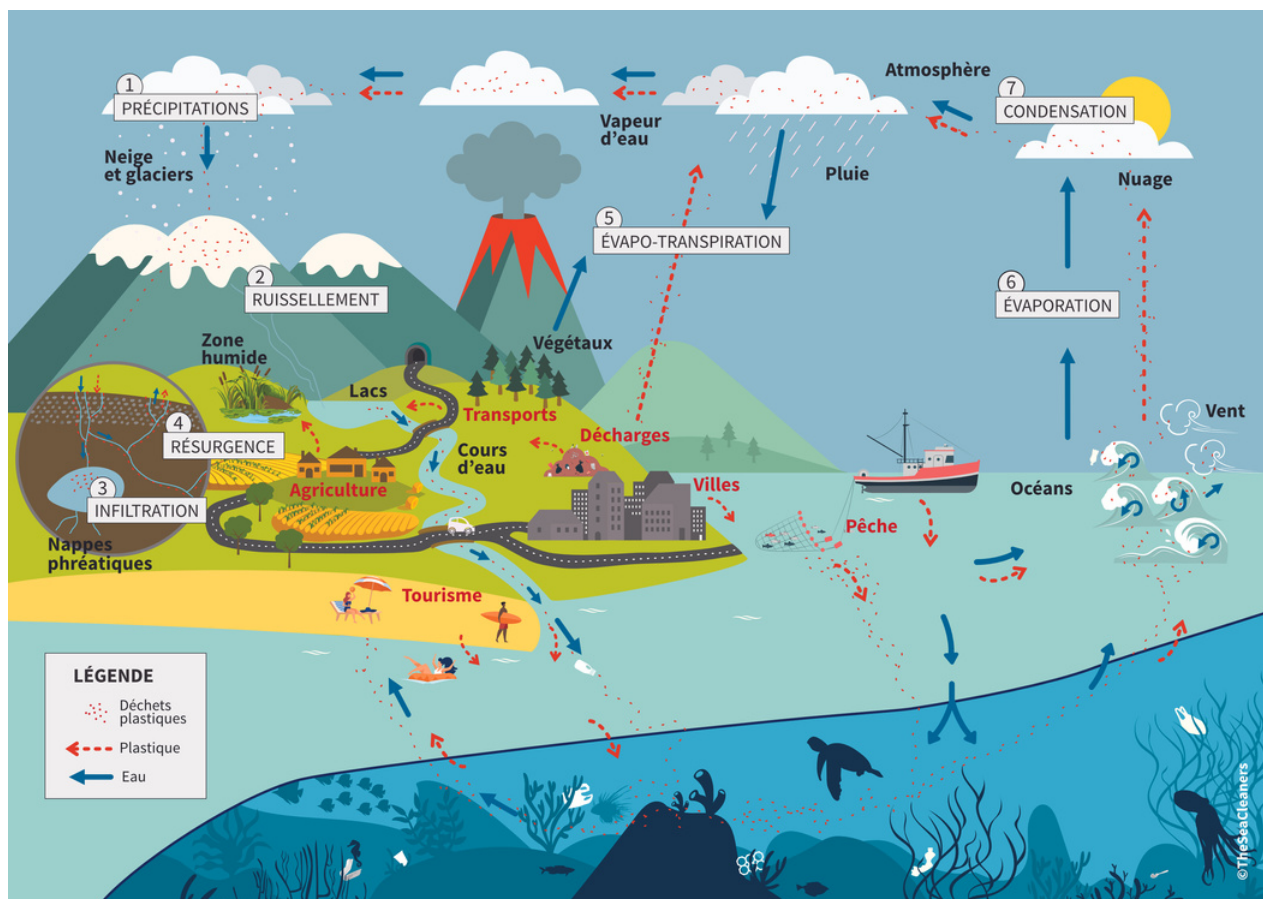 Atmosphère
7
CONDENSATION
1
PRÉCIPITATIONS
Vapeur
d'eau
Neige
et glaciers
Pluie
Nuage
5
ÉVAPO-TRANSPIRATION
2
RUISSELLEMENT
6
ÉVAPORATION
Zone
humide
Végétaux
Lacs
Transports
Vent
4
RÉSURGENCE
Décharges
Cours
d'eau
Agriculture
Villes
Océans
3
INFILTRATION
Pêche
Nappes
phréatiques
Tourisme
LÉGENDE
Déchets
plastiques
Plastique
Eau
©TheSeaCleaners